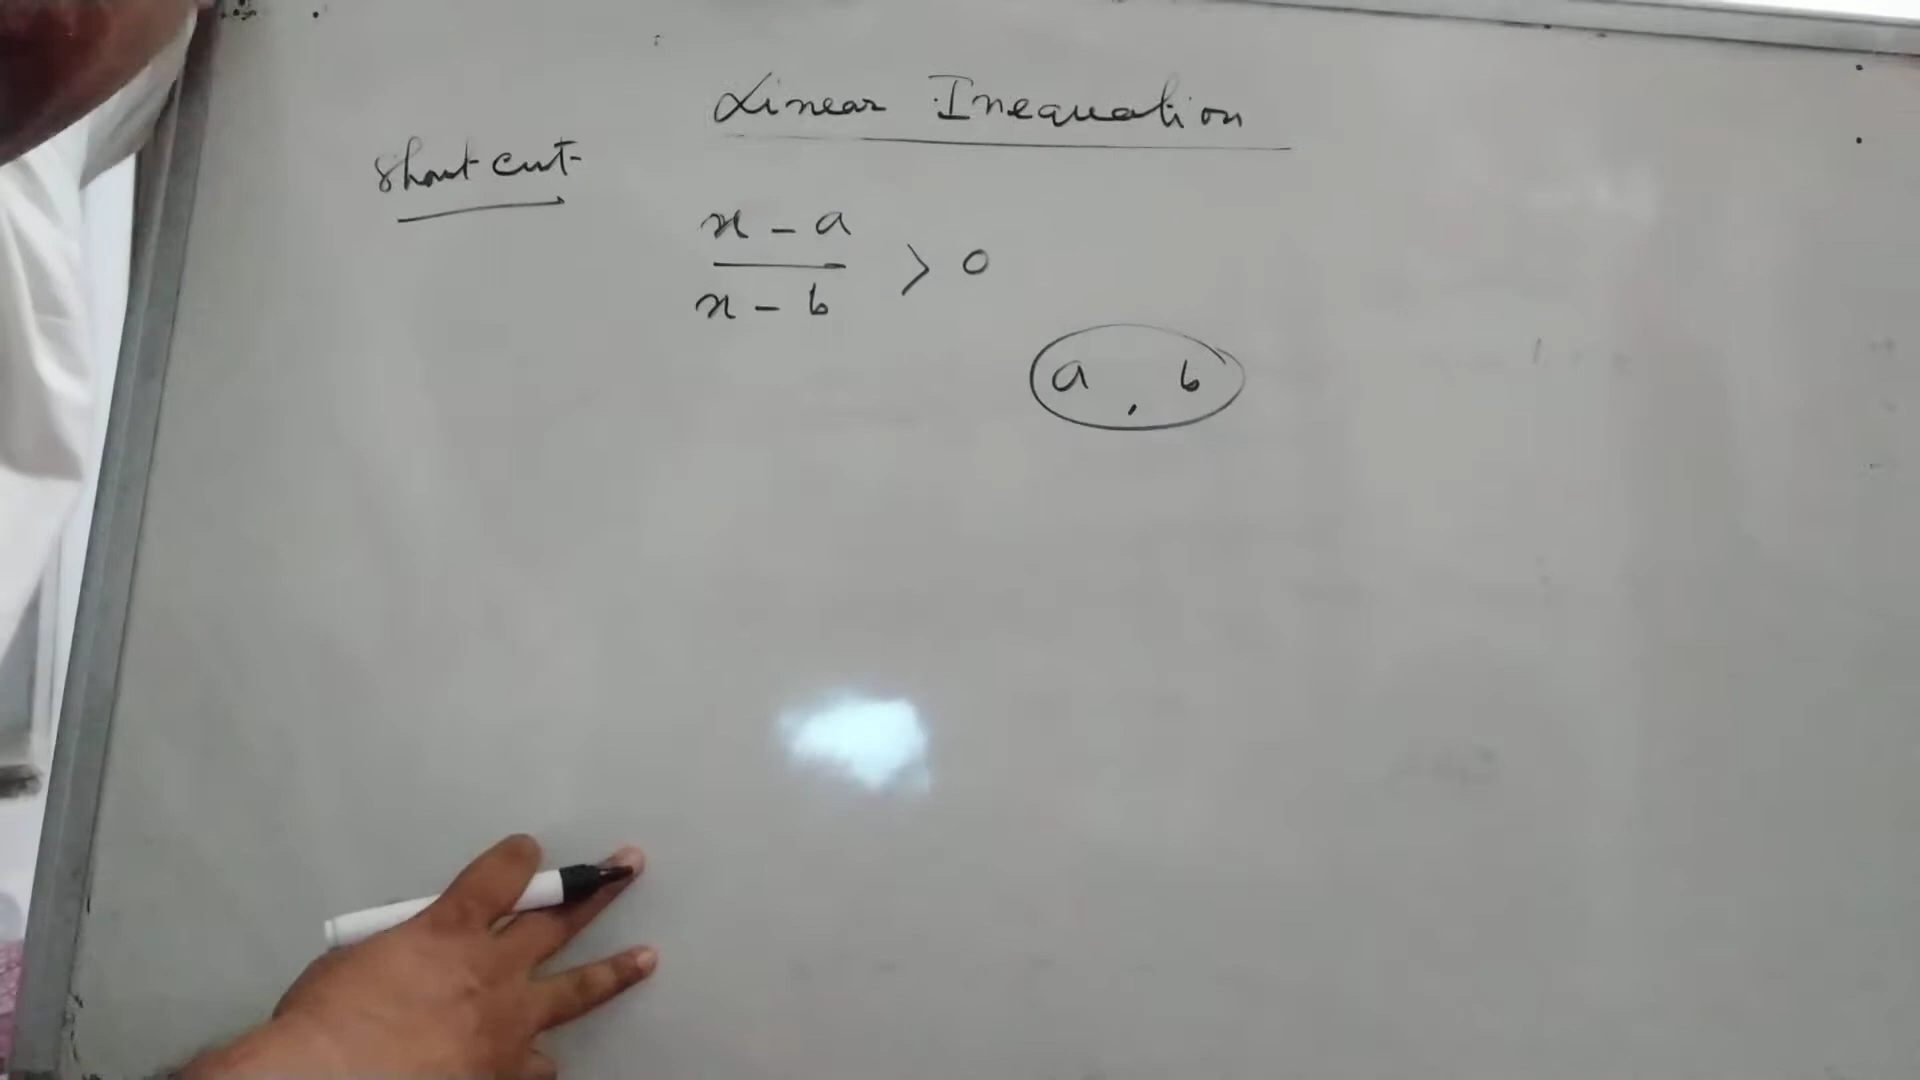 Linear Inequation
Short cut
x - a
x - b
> 0
a, b